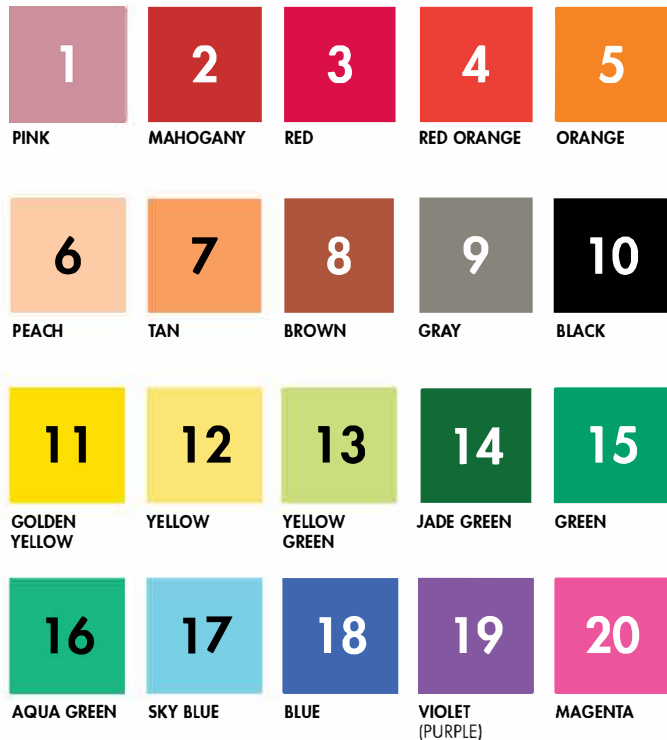 1 2 3 4 5
PINK MAHOGANY RED RED ORANGE ORANGE
6 7 8 9 10
PEACH TAN BROWN GRAY BLACK
11 12 13 14 15
GOLDEN YELLOW YELLOW JADE GREEN GREEN
YELLOW GREEN
16 17 18 19 20
AQUA GREEN SKY BLUE BLUE VIOLET MAGENTA
(PURPLE)